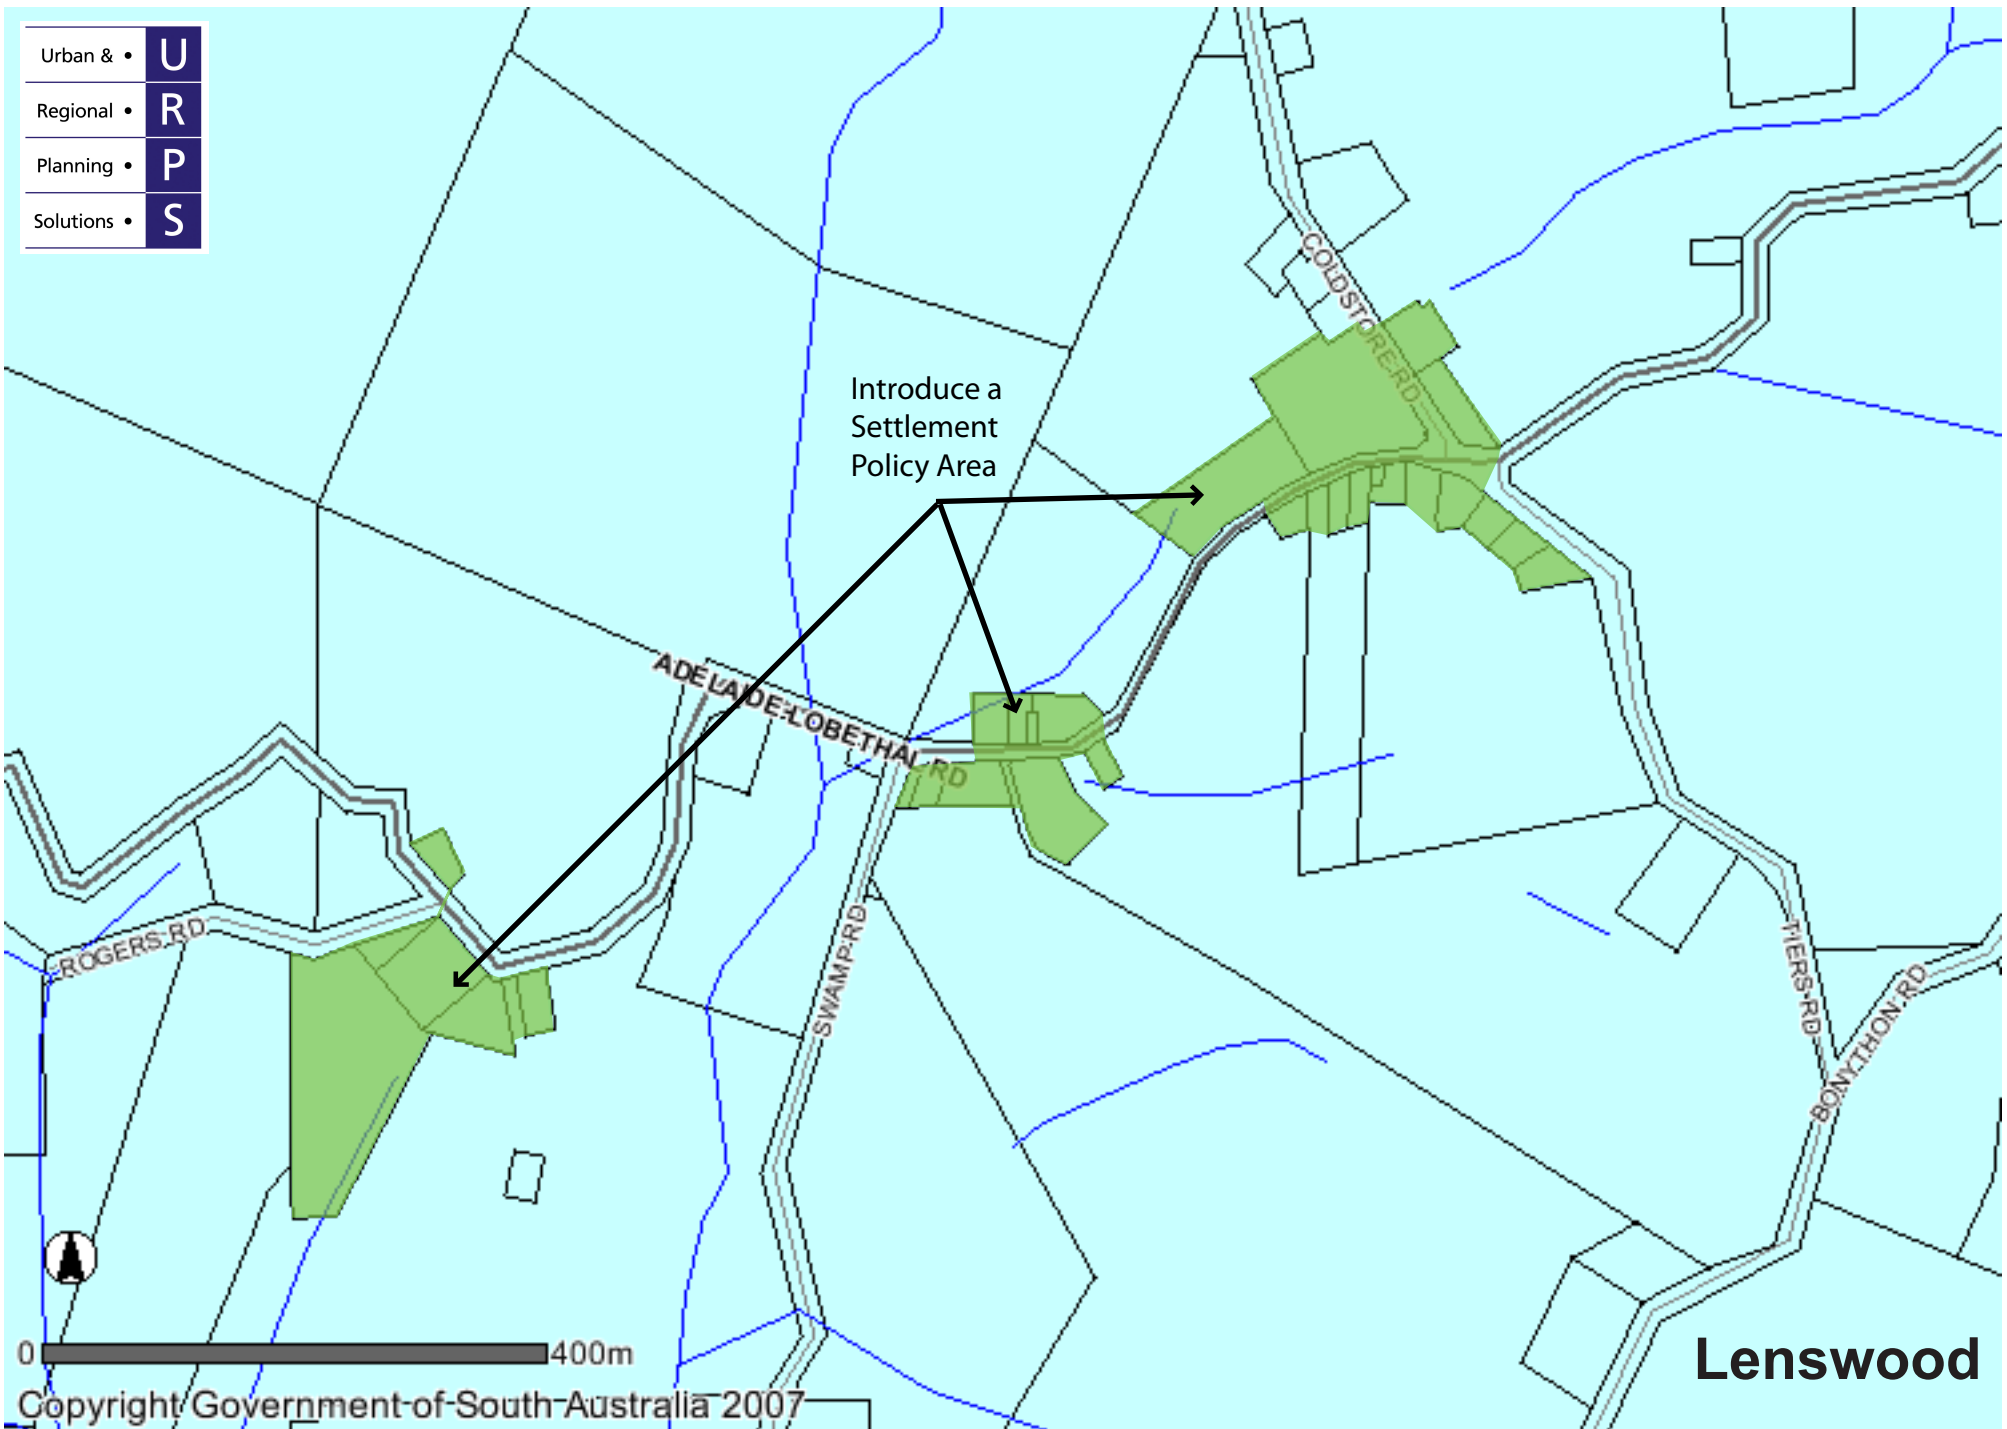 Urban & • U
Regional • R
Planning • P
Solutions • S
COLDSTORE RD
Introduce a
Settlement
Policy Area
ADELAIDE-LOBETHAL RD
ROGERS RD
SWAMP RD
TIERS RD
BONYTHON RD
0 400m
Lenswood
Copyright Government of South Australia 2007